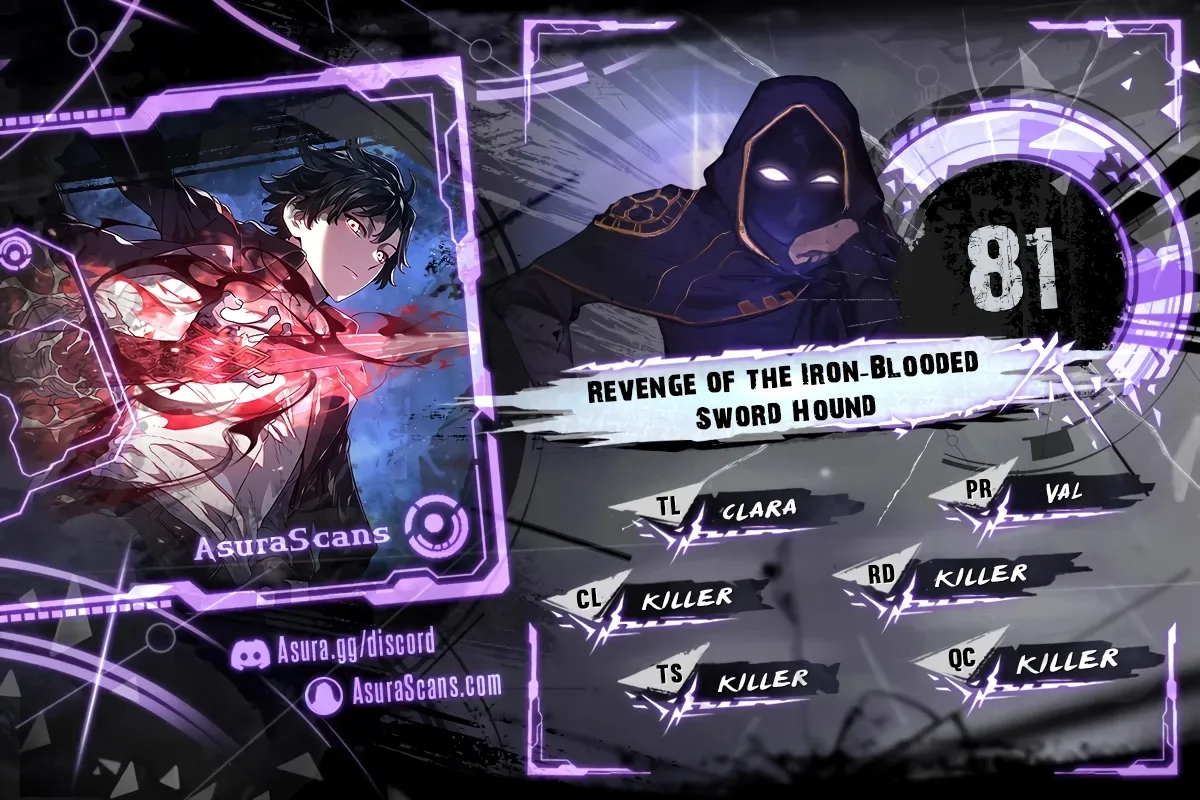 81
REVENGE OF THE IRON-BLOODED
SWORD HOUND
TL CLARA
PR VAL
CL KILLER
RD KILLER
TS KILLER
QC KILLER
AsuraScans
Asura.gg/discord
AsuraScans.com